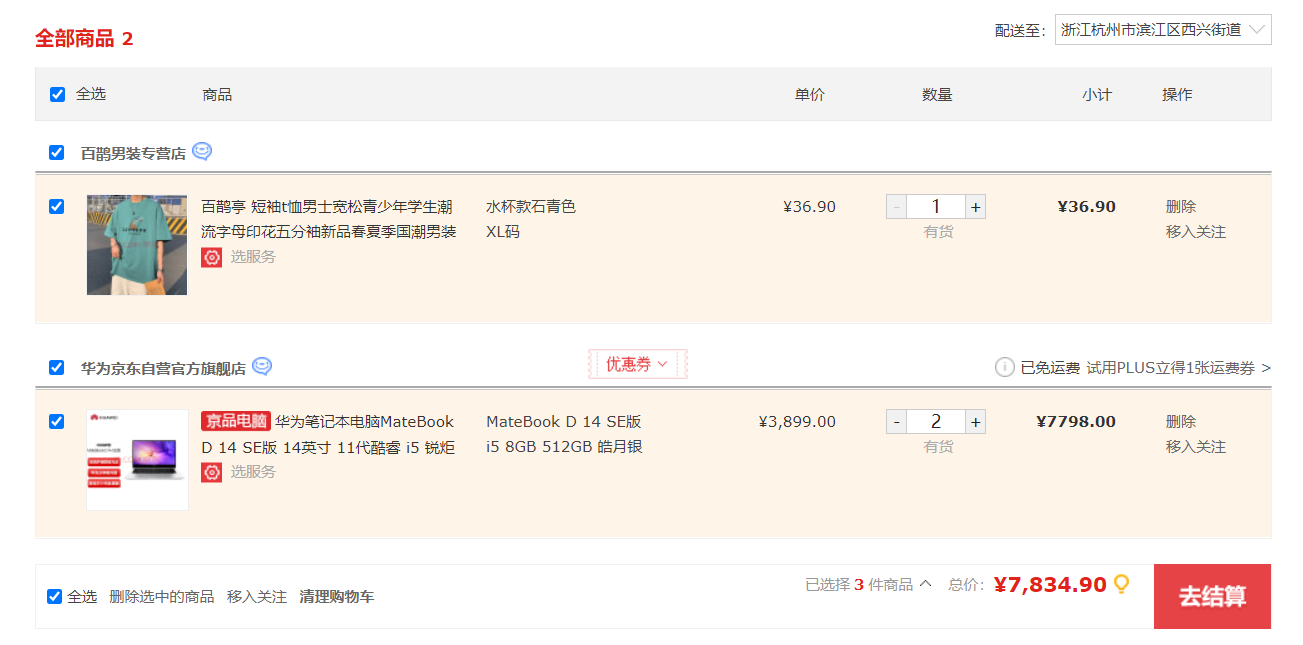 全部商品 2
配送至：
浙江杭州市滨江区西兴街道
全选 商品 单价 数量 小计 操作
百鹊男装专营店
百鹊亭 短袖t恤男士宽松青少年学生潮
流字母印花五分袖新品春夏季国潮男装
选服务
水杯款石青色
XL码
¥36.90
- 1 +
有货
¥36.90
删除
移入关注
华为京东自营官方旗舰店
优惠券
已免运费 试用PLUS立得1张运费券 >
HUAWEI
京品电脑 华为笔记本电脑MateBook
D 14 SE版 14英寸 11代酷睿 i5 锐炬
选服务
MateBook D 14 SE版
i5 8GB 512GB 皓月银
¥3,899.00
- 2 +
有货
¥7798.00
删除
移入关注
全选 删除选中的商品 移入关注 清理购物车
已选择 3 件商品 总价： ¥7,834.90
去结算